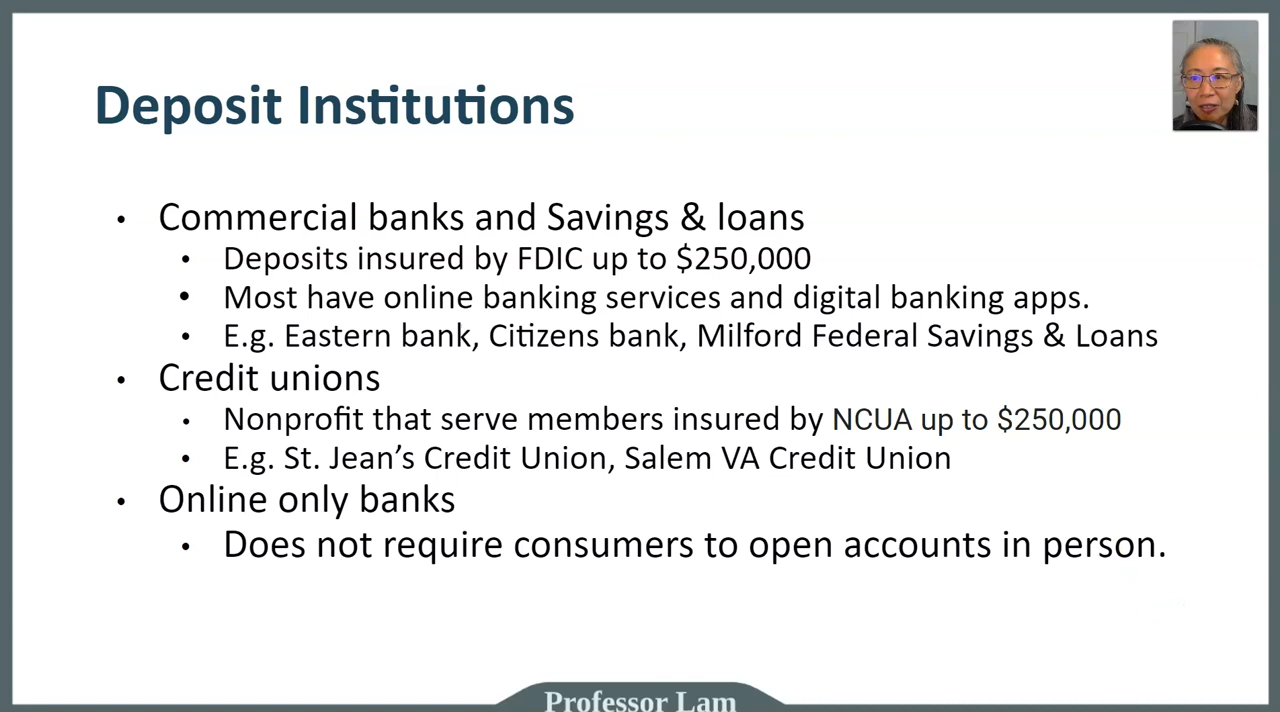 Deposit Institutions
• Commercial banks and Savings & loans
• Deposits insured by FDIC up to $250,000
• Most have online banking services and digital banking apps.
• E.g. Eastern bank, Citizens bank, Milford Federal Savings & Loans
• Credit unions
• Nonprofit that serve members insured by NCUA up to $250,000
• E.g. St. Jean’s Credit Union, Salem VA Credit Union
• Online only banks
• Does not require consumers to open accounts in person.
Professor Lam